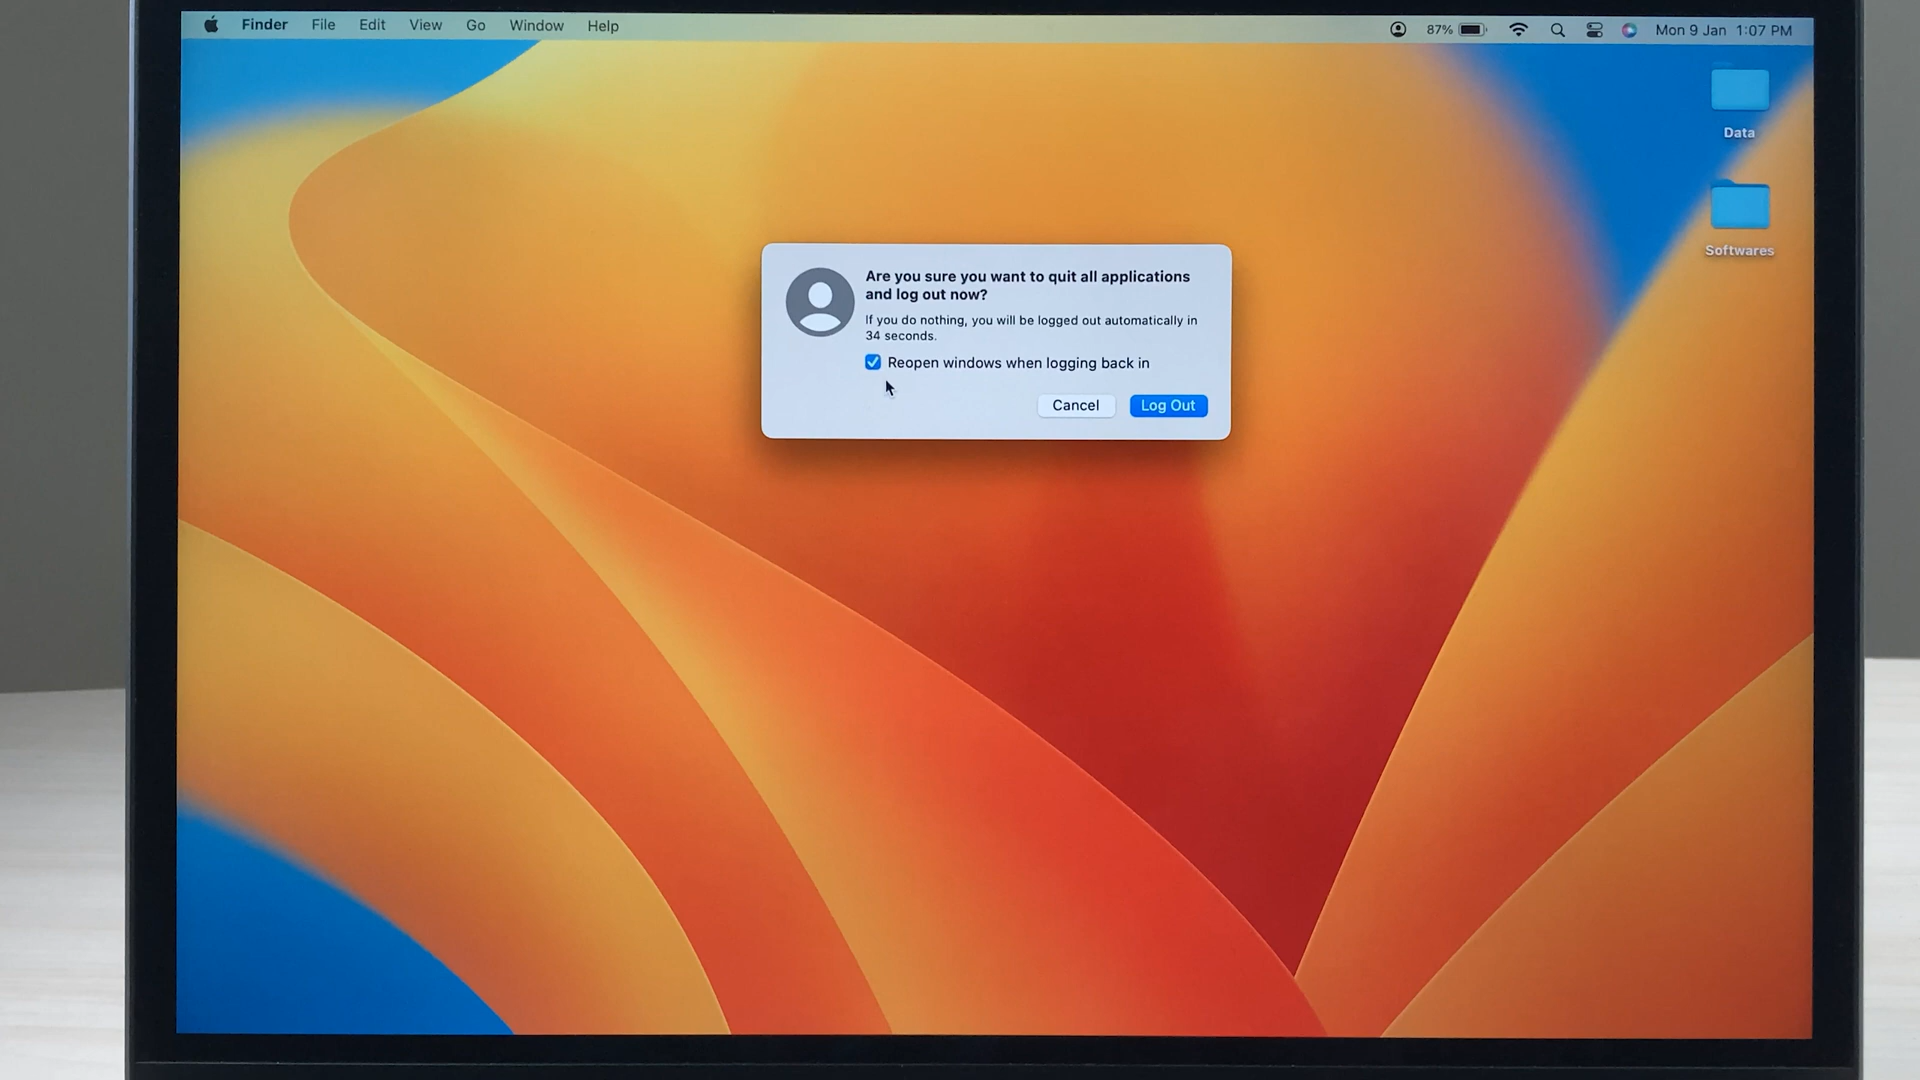 Finder File Edit View Go Window Help
87% Mon 9 Jan 1:07 PM
Data
Softwares
Are you sure you want to quit all applications
and log out now?
If you do nothing, you will be logged out automatically in
34 seconds.
Reopen windows when logging back in
Cancel Log Out